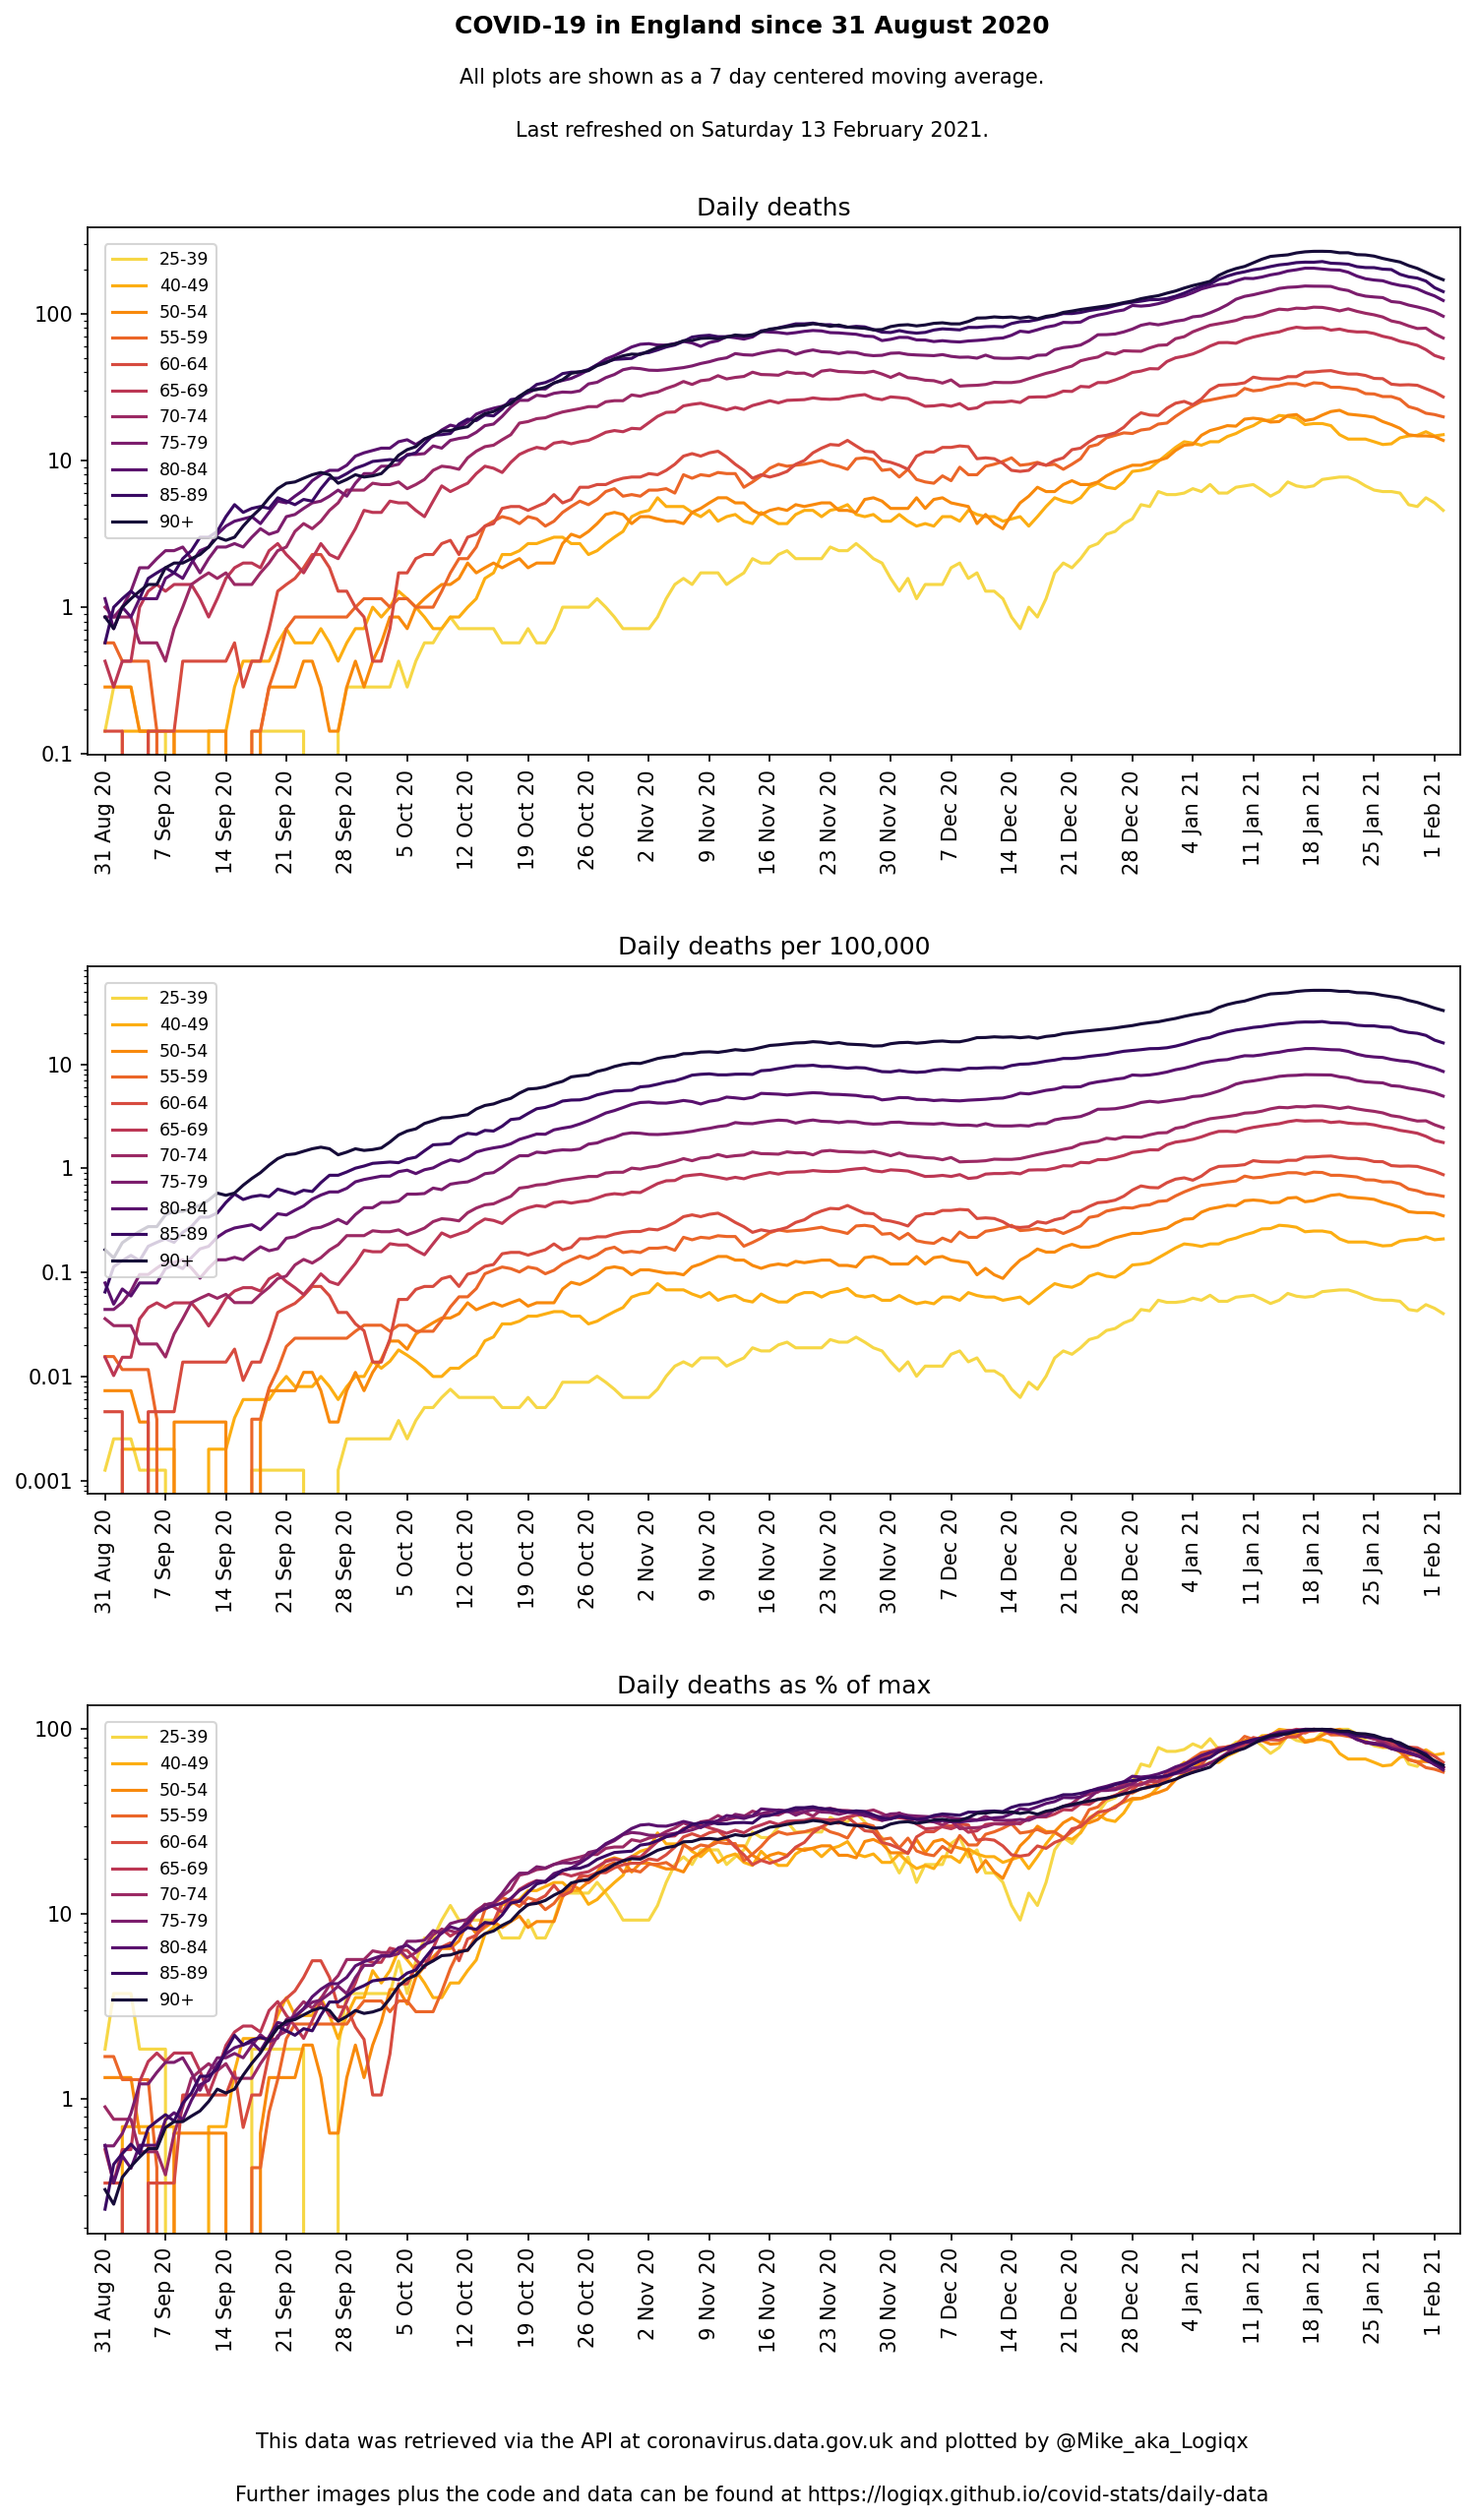 COVID-19 in England since 31 August 2020
All plots are shown as a 7 day centered moving average.
Last refreshed on Saturday 13 February 2021.
Daily deaths
25-39
40-49
50-54
55-59
60-64
65-69
70-74
75-79
80-84
85-89
90+
100
10
1
0.1
31 Aug 20
7 Sep 20
14 Sep 20
21 Sep 20
28 Sep 20
5 Oct 20
12 Oct 20
19 Oct 20
26 Oct 20
2 Nov 20
9 Nov 20
16 Nov 20
23 Nov 20
30 Nov 20
7 Dec 20
14 Dec 20
21 Dec 20
28 Dec 20
4 Jan 21
11 Jan 21
18 Jan 21
25 Jan 21
1 Feb 21
Daily deaths per 100,000
25-39
40-49
50-54
55-59
60-64
65-69
70-74
75-79
80-84
85-89
90+
10
1
0.1
0.01
0.001
31 Aug 20
7 Sep 20
14 Sep 20
21 Sep 20
28 Sep 20
5 Oct 20
12 Oct 20
19 Oct 20
26 Oct 20
2 Nov 20
9 Nov 20
16 Nov 20
23 Nov 20
30 Nov 20
7 Dec 20
14 Dec 20
21 Dec 20
28 Dec 20
4 Jan 21
11 Jan 21
18 Jan 21
25 Jan 21
1 Feb 21
Daily deaths as % of max
25-39
40-49
50-54
55-59
60-64
65-69
70-74
75-79
80-84
85-89
90+
100
10
1
31 Aug 20
7 Sep 20
14 Sep 20
21 Sep 20
28 Sep 20
5 Oct 20
12 Oct 20
19 Oct 20
26 Oct 20
2 Nov 20
9 Nov 20
16 Nov 20
23 Nov 20
30 Nov 20
7 Dec 20
14 Dec 20
21 Dec 20
28 Dec 20
4 Jan 21
11 Jan 21
18 Jan 21
25 Jan 21
1 Feb 21
This data was retrieved via the API at coronavirus.data.gov.uk and plotted by @Mike_aka_Logiqx
Further images plus the code and data can be found at https://logiqx.github.io/covid-stats/daily-data